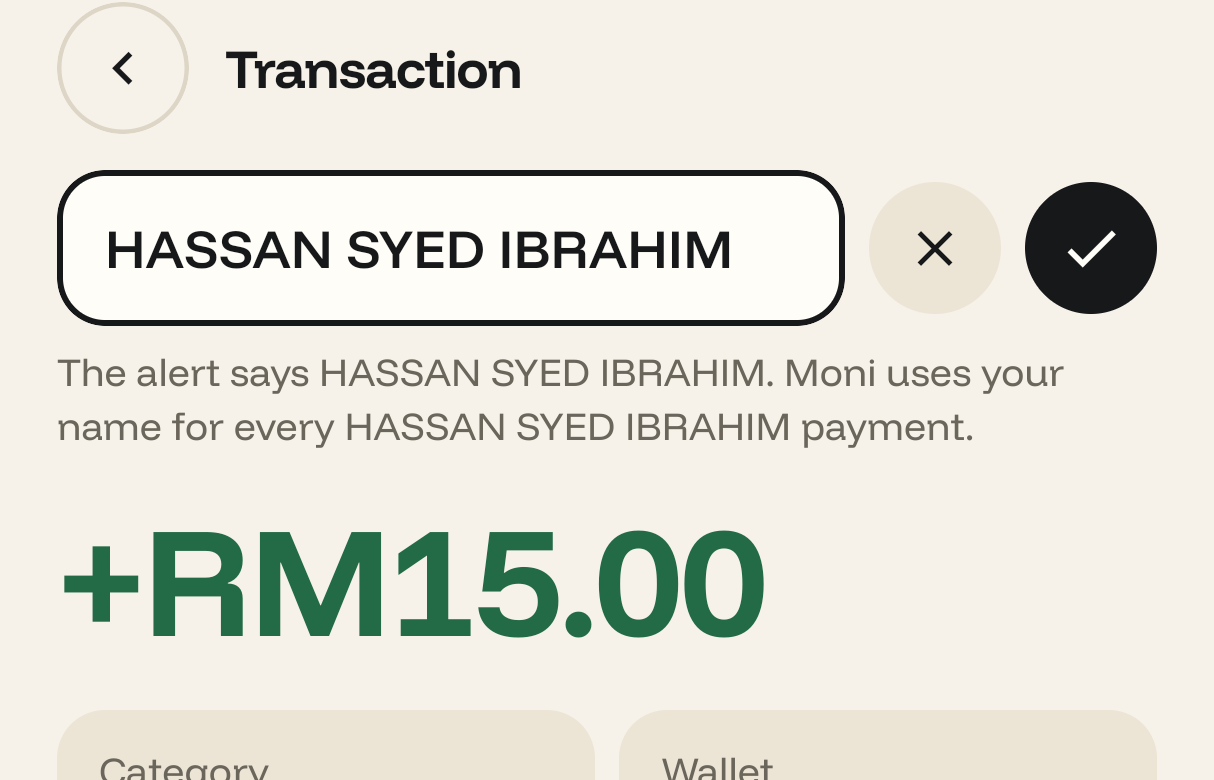 Transaction
HASSAN SYED IBRAHIM
The alert says HASSAN SYED IBRAHIM. Moni uses your
name for every HASSAN SYED IBRAHIM payment.
+RM15.00
Category
Wallet